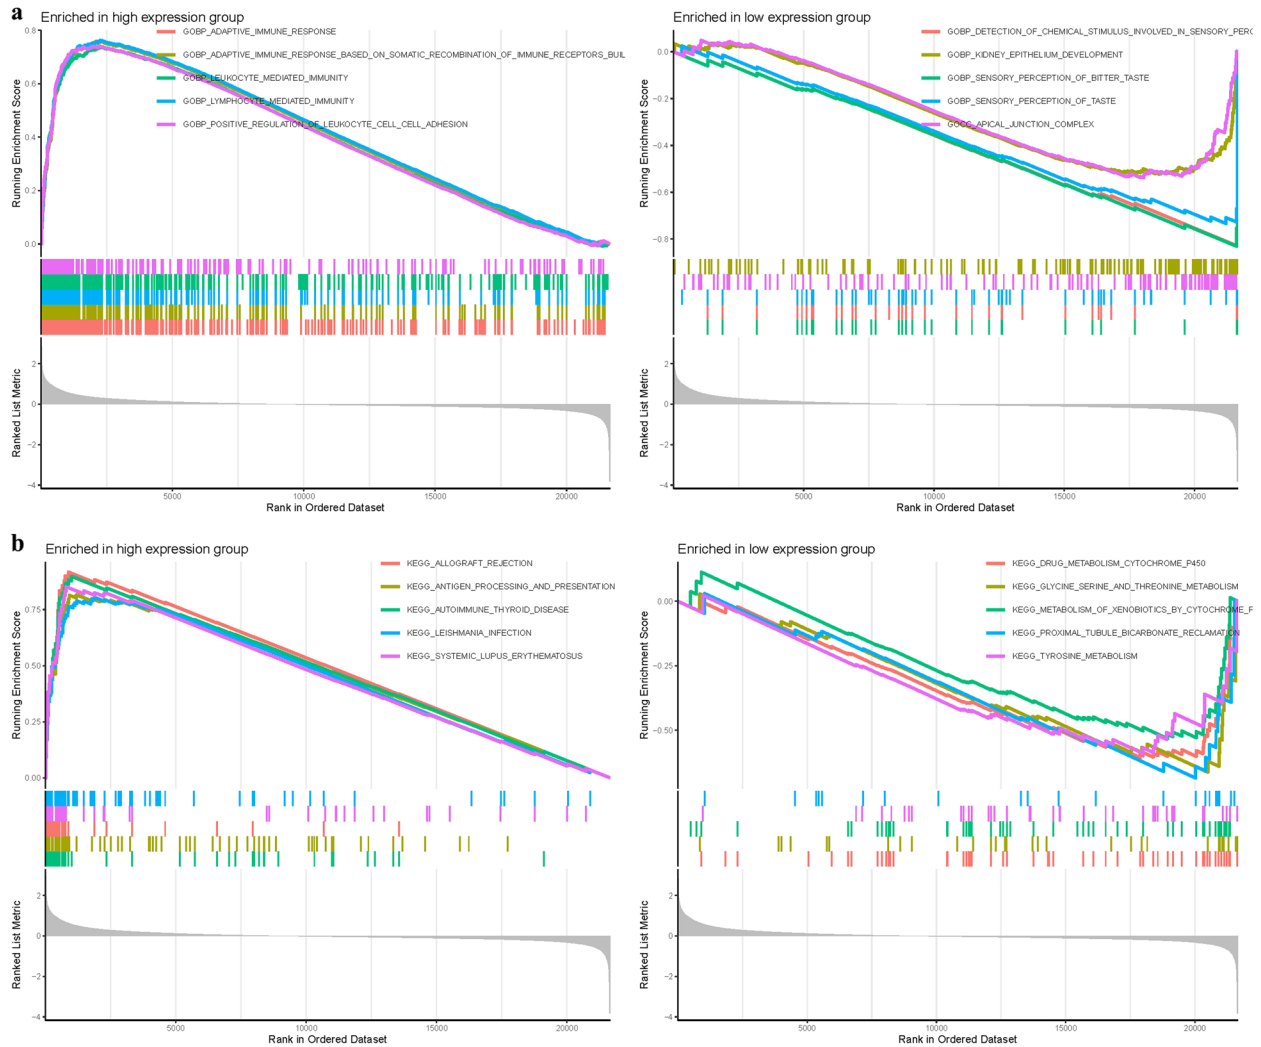 a
Enriched in high expression group
GOBP_ADAPTIVE_IMMUNE_RESPONSE
GOBP_ADAPTIVE_IMMUNE_RESPONSE_BASED_ON_SOMATIC_RECOMBINATION_OF_IMMUNE_RECEPTORS_BUIL
GOBP_LEUKOCYTE_MEDIATED_IMMUNITY
GOBP_LYMPHOCYTE_MEDIATED_IMMUNITY
GOBP_POSITIVE_REGULATION_OF_LEUKOCYTE_CELL_CELL_ADHESION
Running Enrichment Score
0.8
0.6
0.4
0.2
0.0
Ranked List Metric
2
0
−2
−4
5000 10000 15000 20000
Rank in Ordered Dataset
Enriched in low expression group
GOBP_DETECTION_OF_CHEMICAL_STIMULUS_INVOLVED_IN_SENSORY_PERC
GOBP_KIDNEY_EPITHELIUM_DEVELOPMENT
GOBP_SENSORY_PERCEPTION_OF_BITTER_TASTE
GOBP_SENSORY_PERCEPTION_OF_TASTE
GOCC_APICAL_JUNCTION_COMPLEX
Running Enrichment Score
0.0
−0.2
−0.4
−0.6
−0.8
Ranked List Metric
2
0
−2
−4
5000 10000 15000 20000
Rank in Ordered Dataset
b
Enriched in high expression group
KEGG_ALLOGRAFT_REJECTION
KEGG_ANTIGEN_PROCESSING_AND_PRESENTATION
KEGG_AUTOIMMUNE_THYROID_DISEASE
KEGG_LEISHMANIA_INFECTION
KEGG_SYSTEMIC_LUPUS_ERYTHEMATOSUS
Running Enrichment Score
0.75
0.50
0.25
0.00
Ranked List Metric
2
0
−2
−4
5000 10000 15000 20000
Rank in Ordered Dataset
Enriched in low expression group
KEGG_DRUG_METABOLISM_CYTOCHROME_P450
KEGG_GLYCINE_SERINE_AND_THREONINE_METABOLISM
KEGG_METABOLISM_OF_XENOBIOTICS_BY_CYTOCHROME_P
KEGG_PROXIMAL_TUBULE_BICARBONATE_RECLAMATION
KEGG_TYROSINE_METABOLISM
Running Enrichment Score
0.00
−0.25
−0.50
Ranked List Metric
2
0
−2
−4
5000 10000 15000 20000
Rank in Ordered Dataset